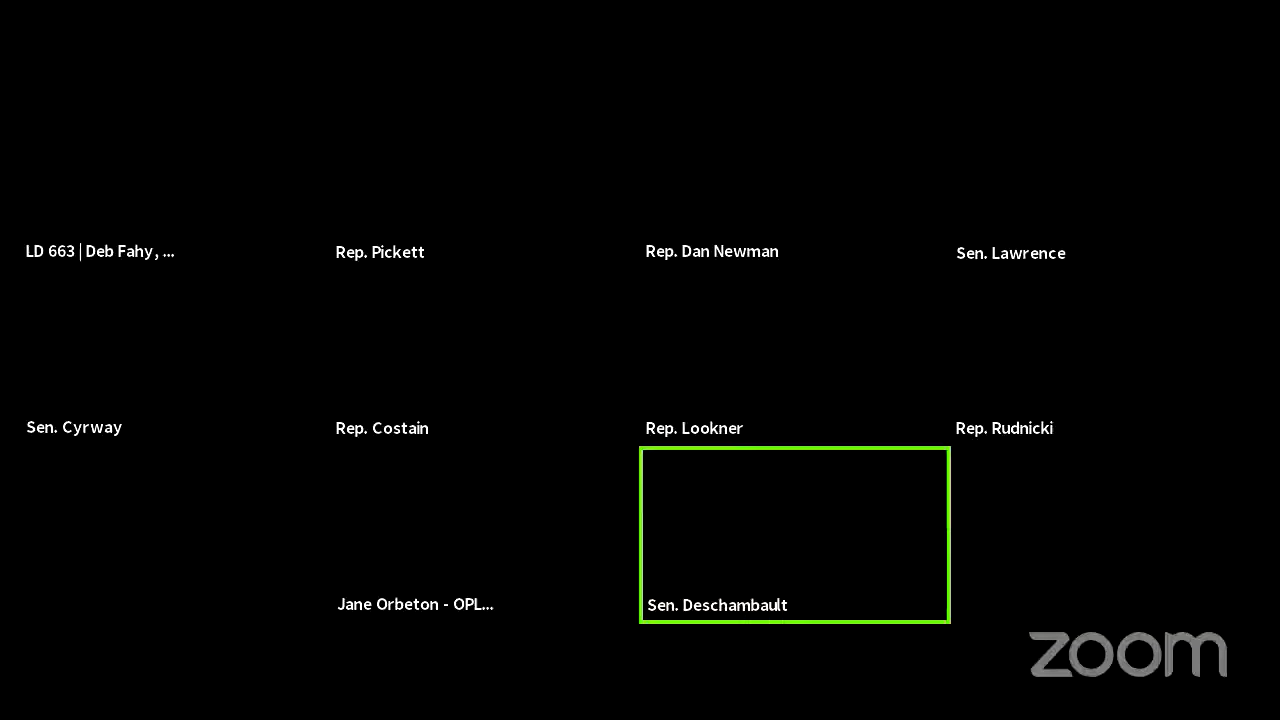 LD 663 | Deb Fahy, ...
Rep. Pickett
Rep. Dan Newman
Sen. Lawrence
Sen. Cyrway
Rep. Costain
Rep. Lookner
Rep. Rudnicki
Jane Orbeton - OPL...
Sen. Deschambault
zoom